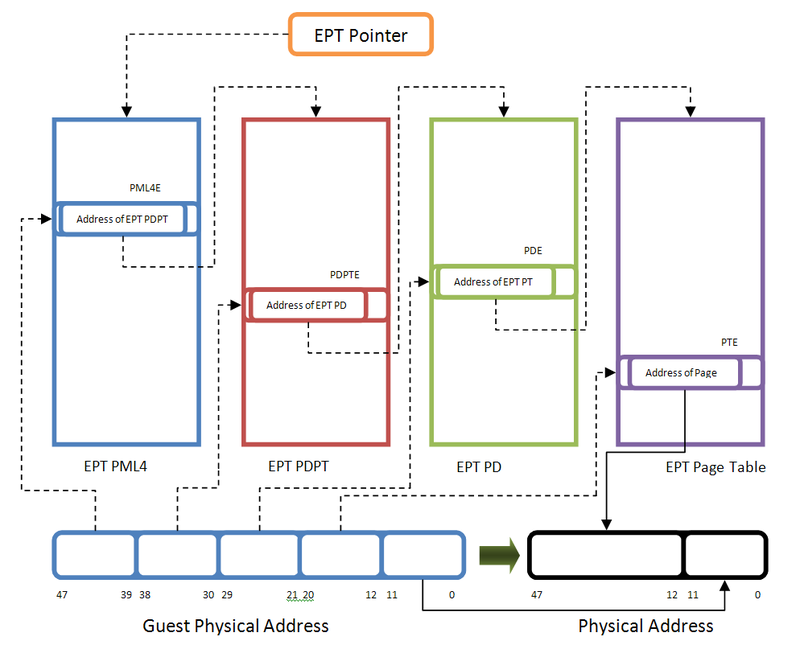 EPT Pointer
PML4E
Address of EPT PDPT
PDPTE
Address of EPT PD
PDE
Address of EPT PT
PTE
Address of Page
EPT PML4
EPT PDPT
EPT PD
EPT Page Table
47 39 38 30 29 21 20 12 11 0
47 12 11 0
Guest Physical Address
Physical Address